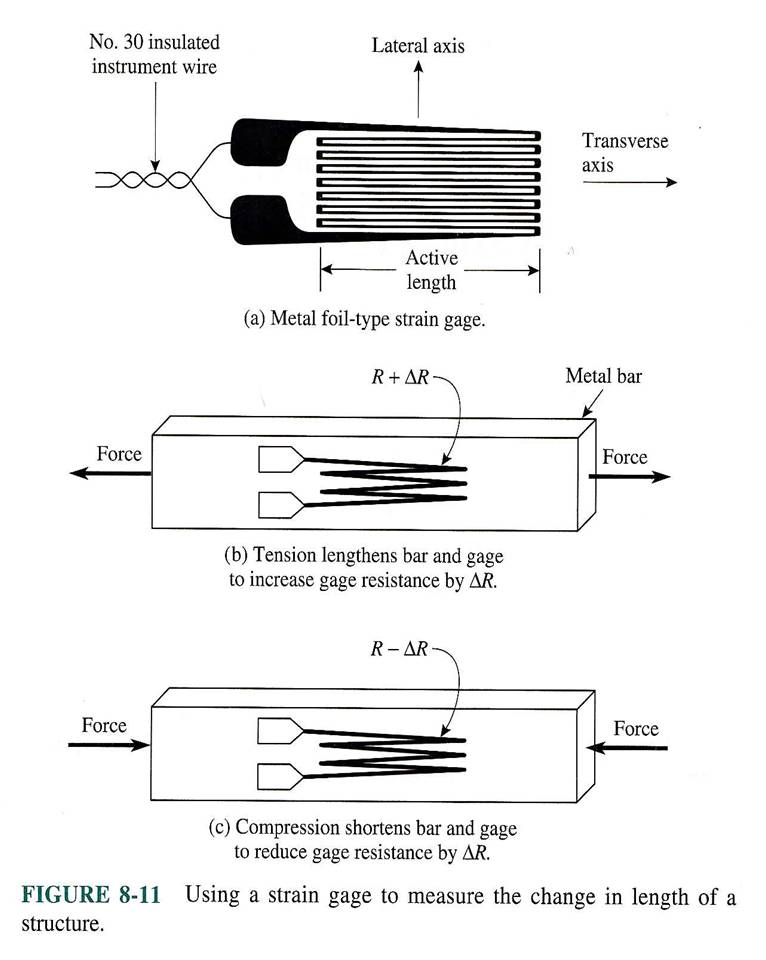 No. 30 insulated
instrument wire
Lateral axis
Transverse
axis
Active
length
(a) Metal foil-type strain gage.
R + ΔR
Metal bar
Force
Force
(b) Tension lengthens bar and gage
to increase gage resistance by ΔR.
R − ΔR
Force
Force
(c) Compression shortens bar and gage
to reduce gage resistance by ΔR.
FIGURE 8-11 Using a strain gage to measure the change in length of a
structure.